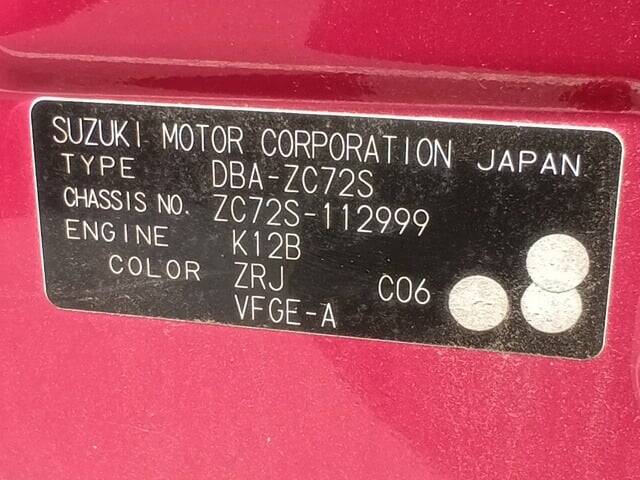 SUZUKI MOTOR CORPORATION JAPAN
TYPE DBA-ZC72S
CHASSIS NO. ZC72S-112999
ENGINE K12B
COLOR ZRJ C06
VFGE-A